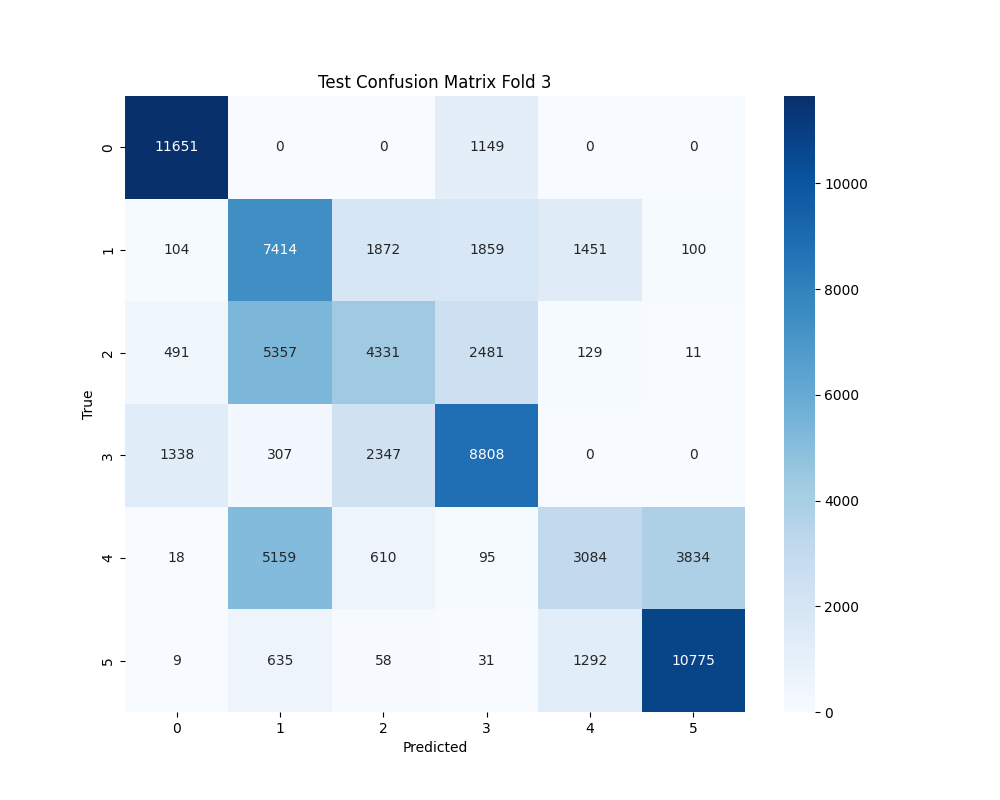 Test Confusion Matrix Fold 3
0 11651 0 0 1149 0 0
1 104 7414 1872 1859 1451 100
2 491 5357 4331 2481 129 11
3 1338 307 2347 8808 0 0
4 18 5159 610 95 3084 3834
5 9 635 58 31 1292 10775
0 1 2 3 4 5
Predicted
True
10000
8000
6000
4000
2000
0